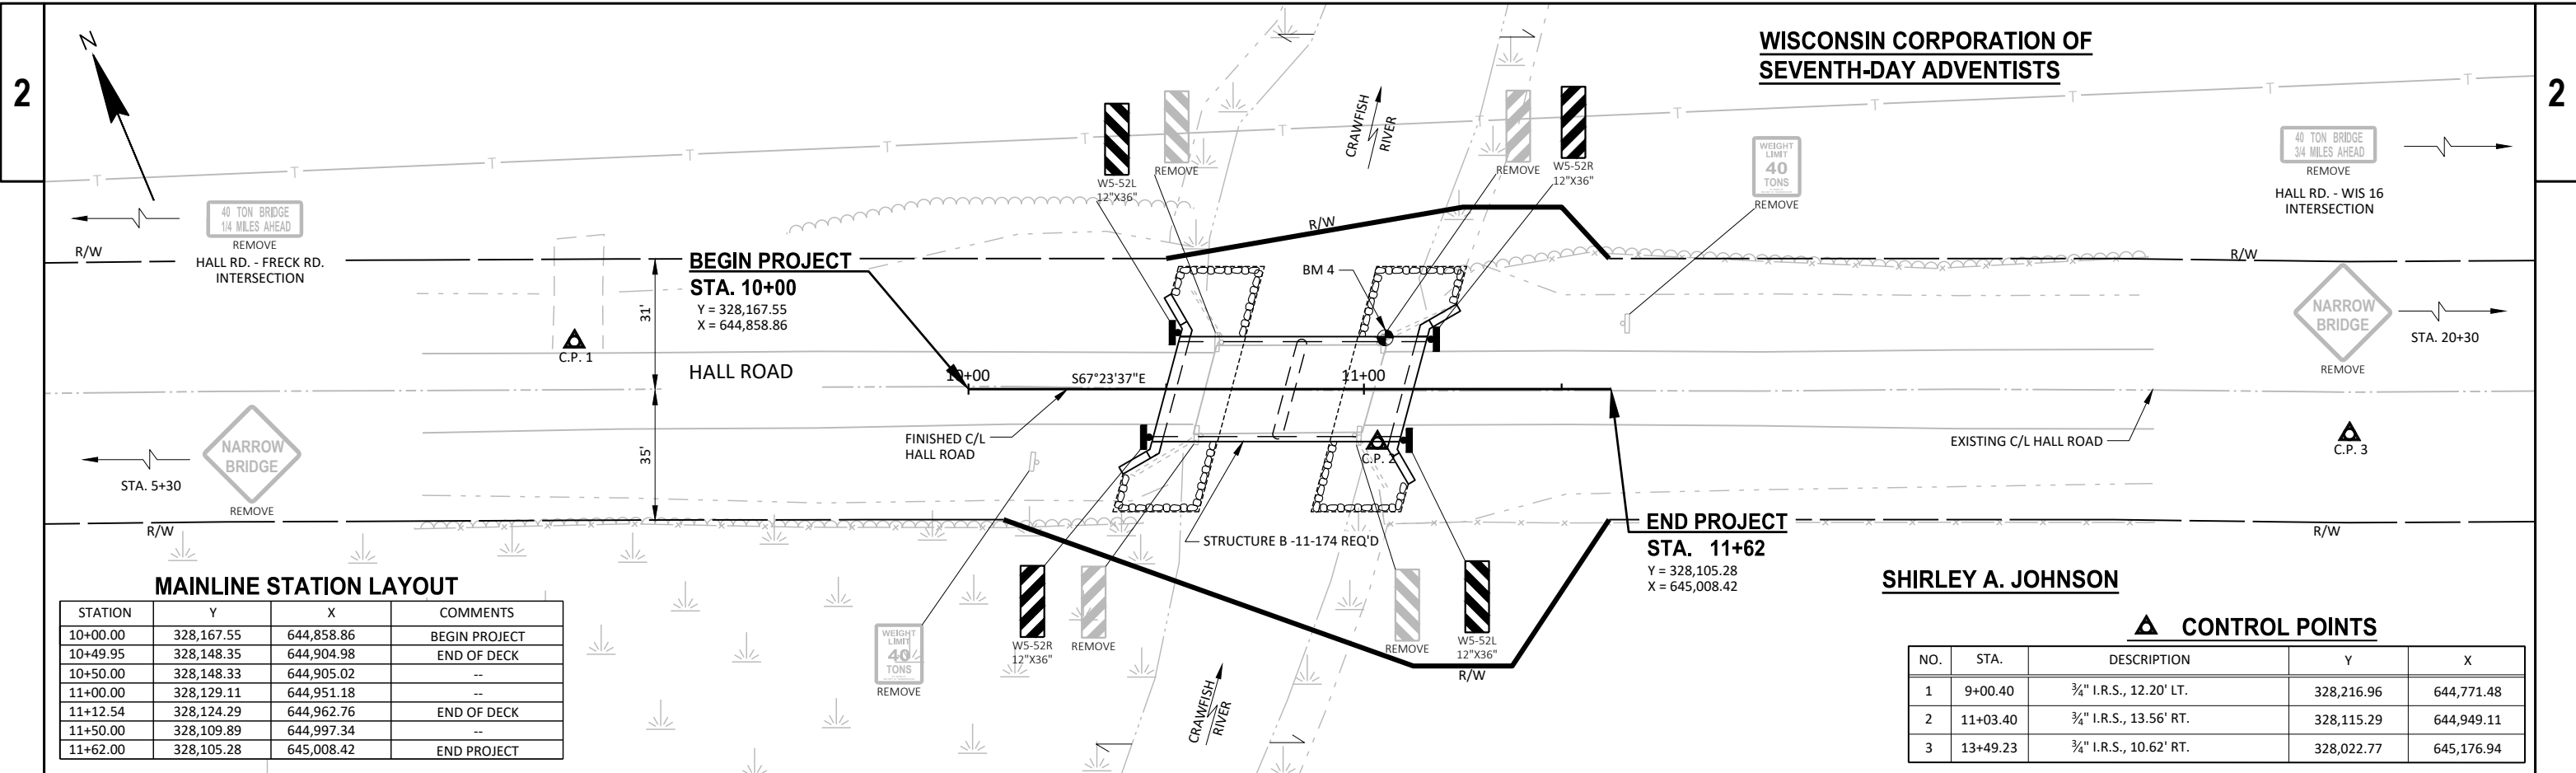 2
N
WISCONSIN CORPORATION OF
SEVENTH-DAY ADVENTISTS
2
T T T T T T T T T T T T T
40 TON BRIDGE
1/4 MILES AHEAD
REMOVE
HALL RD. - FRECK RD.
INTERSECTION
R/W
W5-52L
12"X36"
REMOVE
CRAWFISH
RIVER
REMOVE
W5-52R
12"X36"
WEIGHT
LIMIT
40
TONS
REMOVE
40 TON BRIDGE
3/4 MILES AHEAD
REMOVE
HALL RD. - WIS 16
INTERSECTION
R/W
R/W
BEGIN PROJECT
STA. 10+00
Y = 328,167.55
X = 644,858.86
31'
BM 4
C.P. 1
HALL ROAD
10+00
S67°23'37"E
11+00
NARROW
BRIDGE
REMOVE
STA. 20+30
NARROW
BRIDGE
REMOVE
STA. 5+30
35'
FINISHED C/L
HALL ROAD
C.P. 2
EXISTING C/L HALL ROAD
C.P. 3
R/W
STRUCTURE B -11-174 REQ'D
END PROJECT
STA. 11+62
Y = 328,105.28
X = 645,008.42
R/W
WEIGHT
LIMIT
40
TONS
REMOVE
W5-52R
12"X36"
REMOVE
CRAWFISH
RIVER
REMOVE
W5-52L
12"X36"
R/W
SHIRLEY A. JOHNSON
MAINLINE STATION LAYOUT
STATION Y X COMMENTS
10+00.00 328,167.55 644,858.86 BEGIN PROJECT
10+49.95 328,148.35 644,904.98 END OF DECK
10+50.00 328,148.33 644,905.02 --
11+00.00 328,129.11 644,951.18 --
11+12.54 328,124.29 644,962.76 END OF DECK
11+50.00 328,109.89 644,997.34 --
11+62.00 328,105.28 645,008.42 END PROJECT
CONTROL POINTS
NO. STA. DESCRIPTION Y X
1 9+00.40 ¾" I.R.S., 12.20' LT. 328,216.96 644,771.48
2 11+03.40 ¾" I.R.S., 13.56' RT. 328,115.29 644,949.11
3 13+49.23 ¾" I.R.S., 10.62' RT. 328,022.77 645,176.94